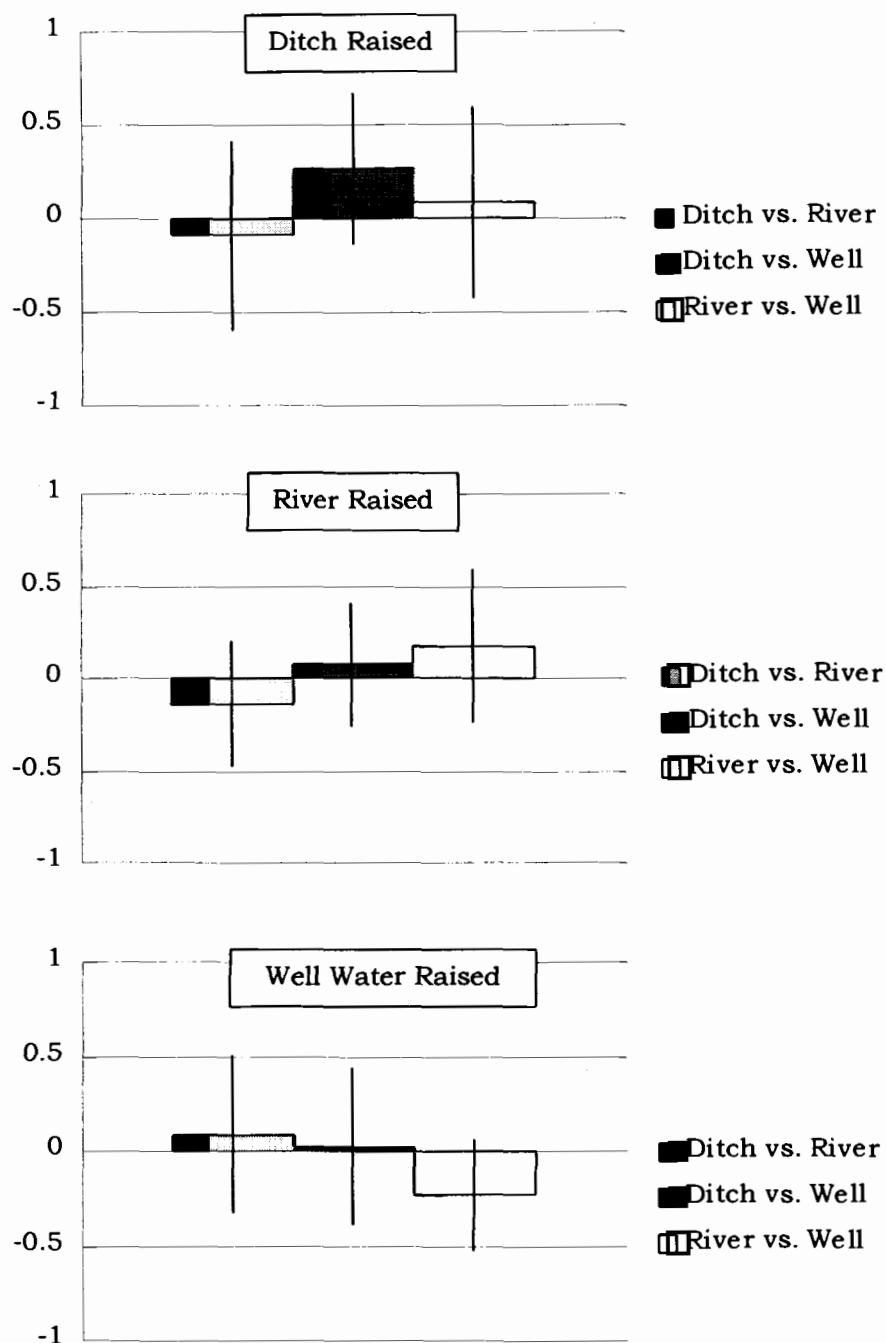 Ditch Raised
1
0.5
0
-0.5
-1
Ditch vs. River
Ditch vs. Well
River vs. Well
River Raised
1
0.5
0
-0.5
-1
Ditch vs. River
Ditch vs. Well
River vs. Well
Well Water Raised
1
0.5
0
-0.5
-1
Ditch vs. River
Ditch vs. Well
River vs. Well